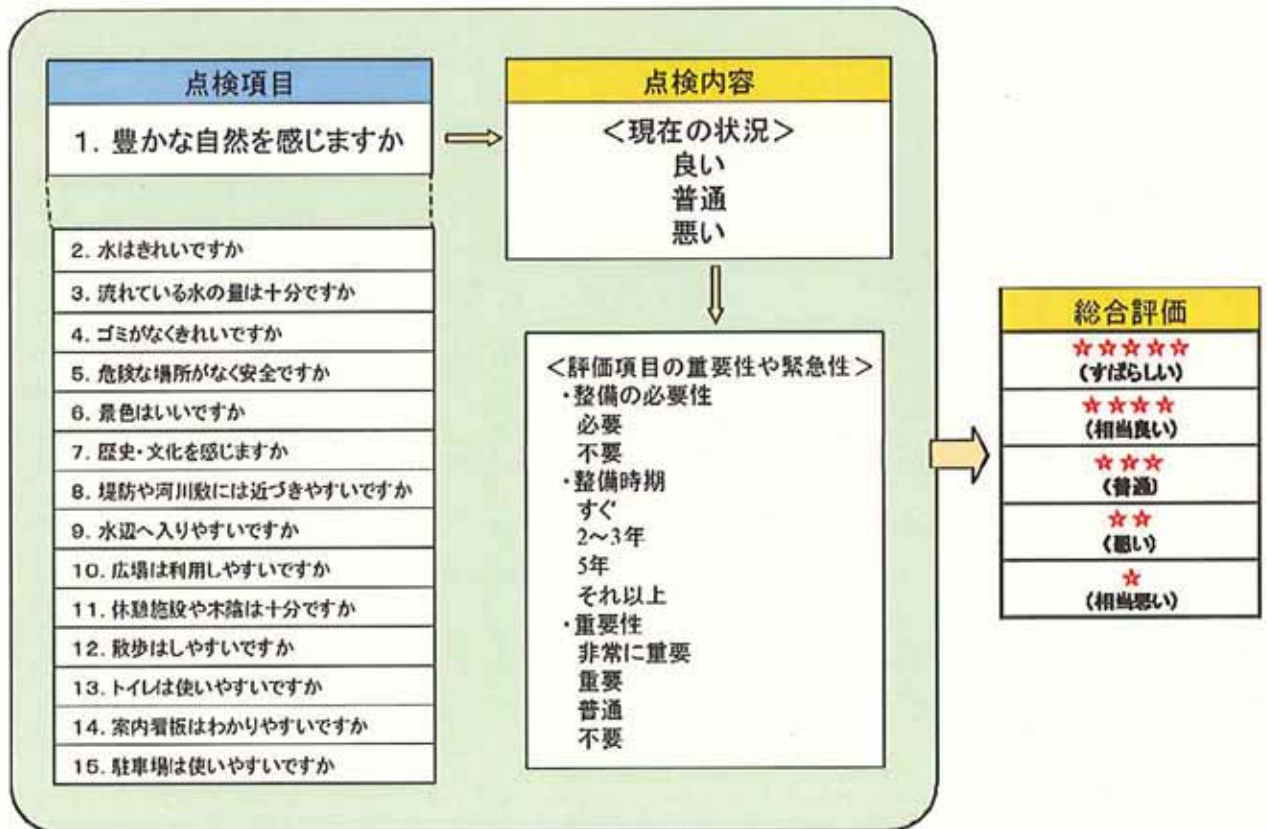 点検項目
1. 豊かな自然を感じますか
2. 水はきれいですか
3. 流れている水の量は十分ですか
4. ゴミがなくきれいですか
5. 危険な場所がなく安全ですか
6. 景色はいいですか
7. 歴史・文化を感じますか
8. 堤防や河川敷には近づきやすいですか
9. 水辺へ入りやすいですか
10. 広場は利用しやすいですか
11. 休憩施設や木陰は十分ですか
12. 散歩はしやすいですか
13. トイレは使いやすいですか
14. 案内看板はわかりやすいですか
15. 駐車場は使いやすいですか
点検内容
＜現在の状況＞
良い
普通
悪い
＜評価項目の重要性や緊急性＞
・整備の必要性
必要
不要
・整備時期
すぐ
2～3年
5年
それ以上
・重要性
非常に重要
重要
普通
不要
総合評価
☆☆☆☆☆
(すばらしい)
☆☆☆☆
(相当良い)
☆☆☆
(普通)
☆☆
(悪い)
☆
(相当悪い)